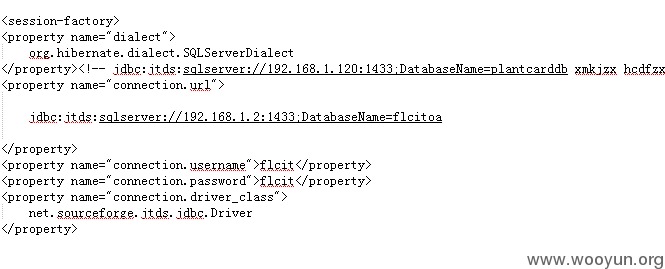 <session-factory>
<property name="dialect">
org.hibernate.dialect.SQLServerDialect
</property><!-- jdbc:jtds:sqlserver://192.168.1.120:1433;DatabaseName=plantcarddb xmkjzx hcdfzx
<property name="connection.url">
jdbc:jtds:sqlserver://192.168.1.2:1433;DatabaseName=flcitoa
</property>
<property name="connection.username">flcit</property>
<property name="connection.password">flcit</property>
<property name="connection.driver_class">
net.sourceforge.jtds.jdbc.Driver
</property>
www.wooyun.org